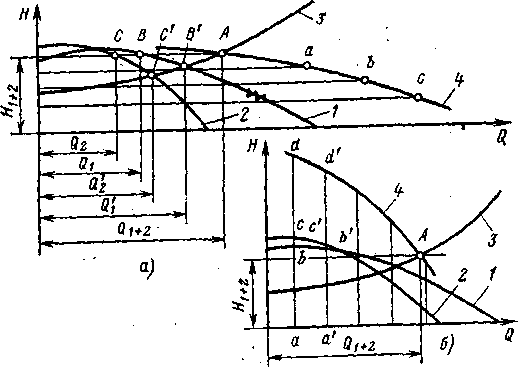 H
C B C' B' A 3
a b c
4
2 1
Q
H₁₊₂
Q₂
Q₁
Q'₂
Q'₁
Q₁₊₂
а)
H
d d'
4
A
3
c c' b'
b
2 1
H₁₊₂
a a' Q₁₊₂ б)
Q